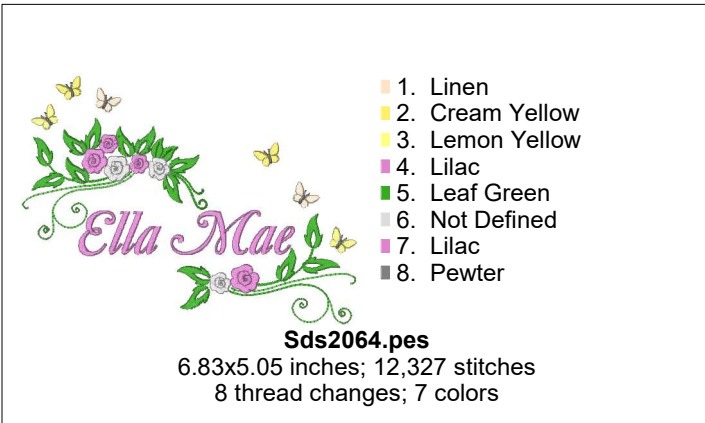 Ella Mae
1. Linen
2. Cream Yellow
3. Lemon Yellow
4. Lilac
5. Leaf Green
6. Not Defined
7. Lilac
8. Pewter
Sds2064.pes
6.83x5.05 inches; 12,327 stitches
8 thread changes; 7 colors